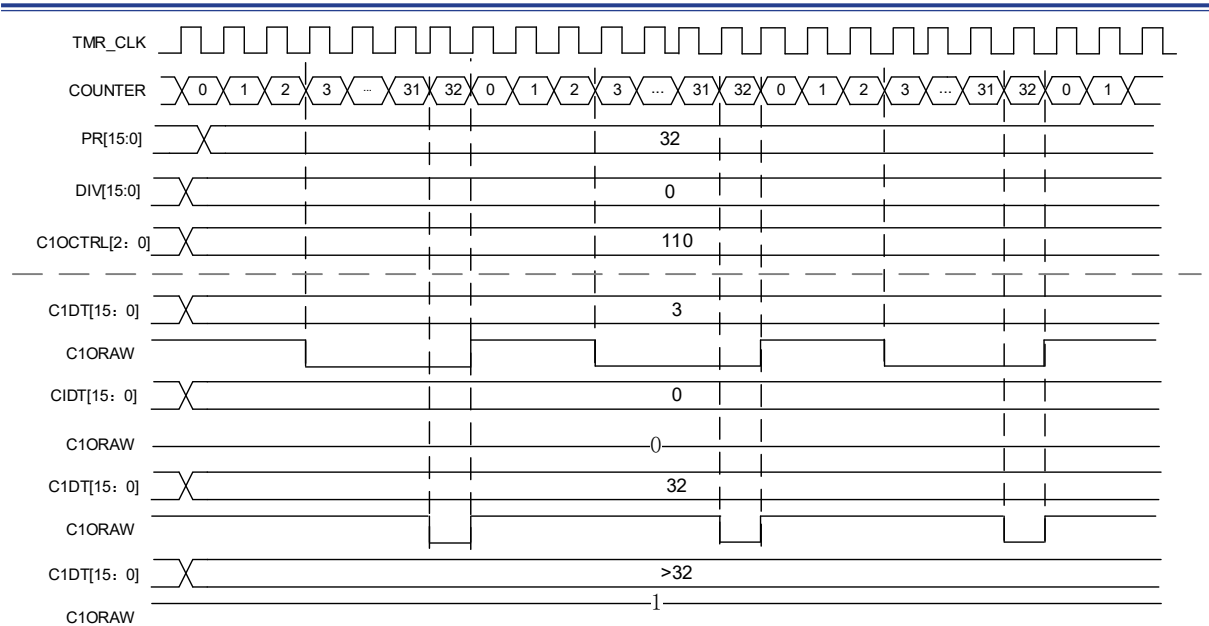 TMR_CLK
COUNTER 0 1 2 3 ... 31 32 0 1 2 3 ... 31 32 0 1 2 3 ... 31 32 0 1
PR[15:0] 32
DIV[15:0] 0
C1OCTRL[2：0] 110
C1DT[15：0] 3
C1ORAW
CIDT[15：0] 0
C1ORAW 0
C1DT[15：0] 32
C1ORAW
C1DT[15：0] >32
C1ORAW 1